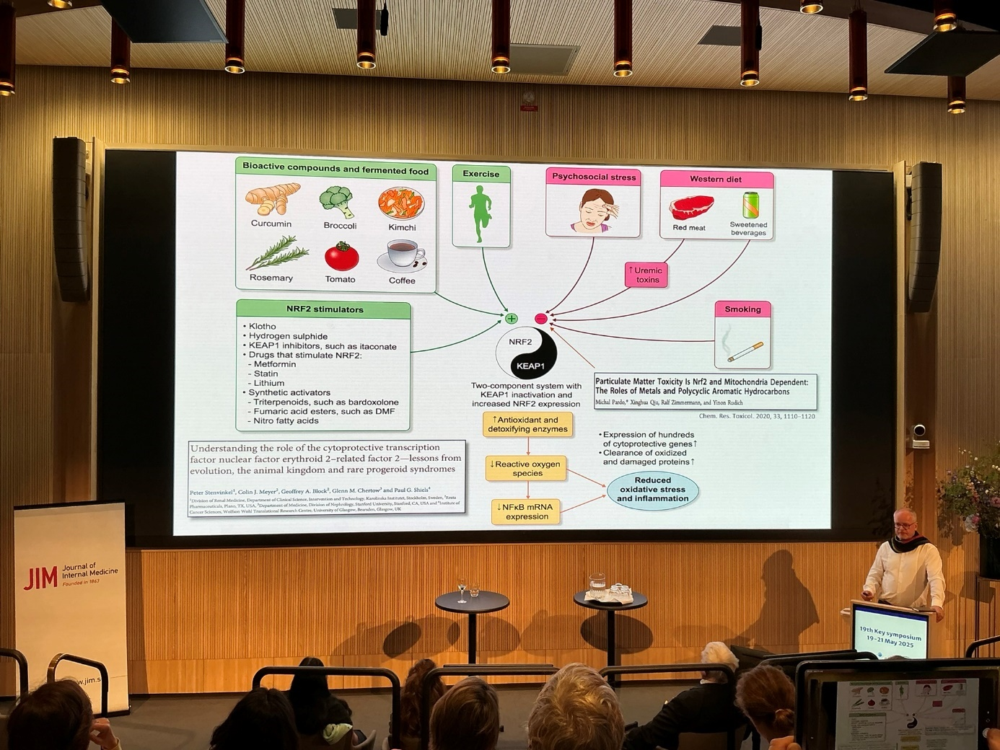 Bioactive compounds and fermented food
Curcumin
Broccoli
Kimchi
Rosemary
Tomato
Coffee
Exercise
Psychosocial stress
Western diet
Red meat
Sweetened
beverages
↑Uremic
toxins
Smoking
NRF2 stimulators
• Klotho
• Hydrogen sulphide
• KEAP1 inhibitors, such as itaconate
• Drugs that stimulate NRF2:
- Metformin
- Statin
- Lithium
• Synthetic activators
- Triterpenoids, such as bardoxolone
- Fumaric acid esters, such as DMF
- Nitro fatty acids
+
−
NRF2
KEAP1
Two-component system with
KEAP1 inactivation and
increased NRF2 expression
↑Antioxidant and
detoxifying enzymes
↓Reactive oxygen
species
↓NFκB mRNA
expression
Particulate Matter Toxicity Is Nrf2 and Mitochondria Dependent:
The Roles of Metals and Polycyclic Aromatic Hydrocarbons
Michal Pardo,* Xinghua Qiu, Ralf Zimmermann, and Yinon Rudich
Chem. Res. Toxicol. 2020, 33, 1110–1120
• Expression of hundreds
of cytoprotective genes↑
• Clearance of oxidized
and damaged proteins↑
Reduced
oxidative stress
and inflammation
Understanding the role of the cytoprotective transcription
factor nuclear factor erythroid 2–related factor 2—lessons from
evolution, the animal kingdom and rare progeroid syndromes
Peter Stenvinkel¹, Colin J. Meyer², Geoffrey A. Block², Glenn M. Chertow³ and Paul G. Shiels⁴
¹Division of Renal Medicine, Department of Clinical Science, Intervention and Technology, Karolinska Institutet, Stockholm, Sweden, ²Reata
Pharmaceuticals, Plano, TX, USA, ³Department of Medicine, Division of Nephrology, Stanford University, Stanford, CA, USA and ⁴Institute of
Cancer Sciences, Wolfson Wohl Translational Research Centre, University of Glasgow, Bearsden, Glasgow, UK
JIM
Journal of
Internal Medicine
Founded in 1863
w.jim.s
19th Key symposium
19-21 May 2025